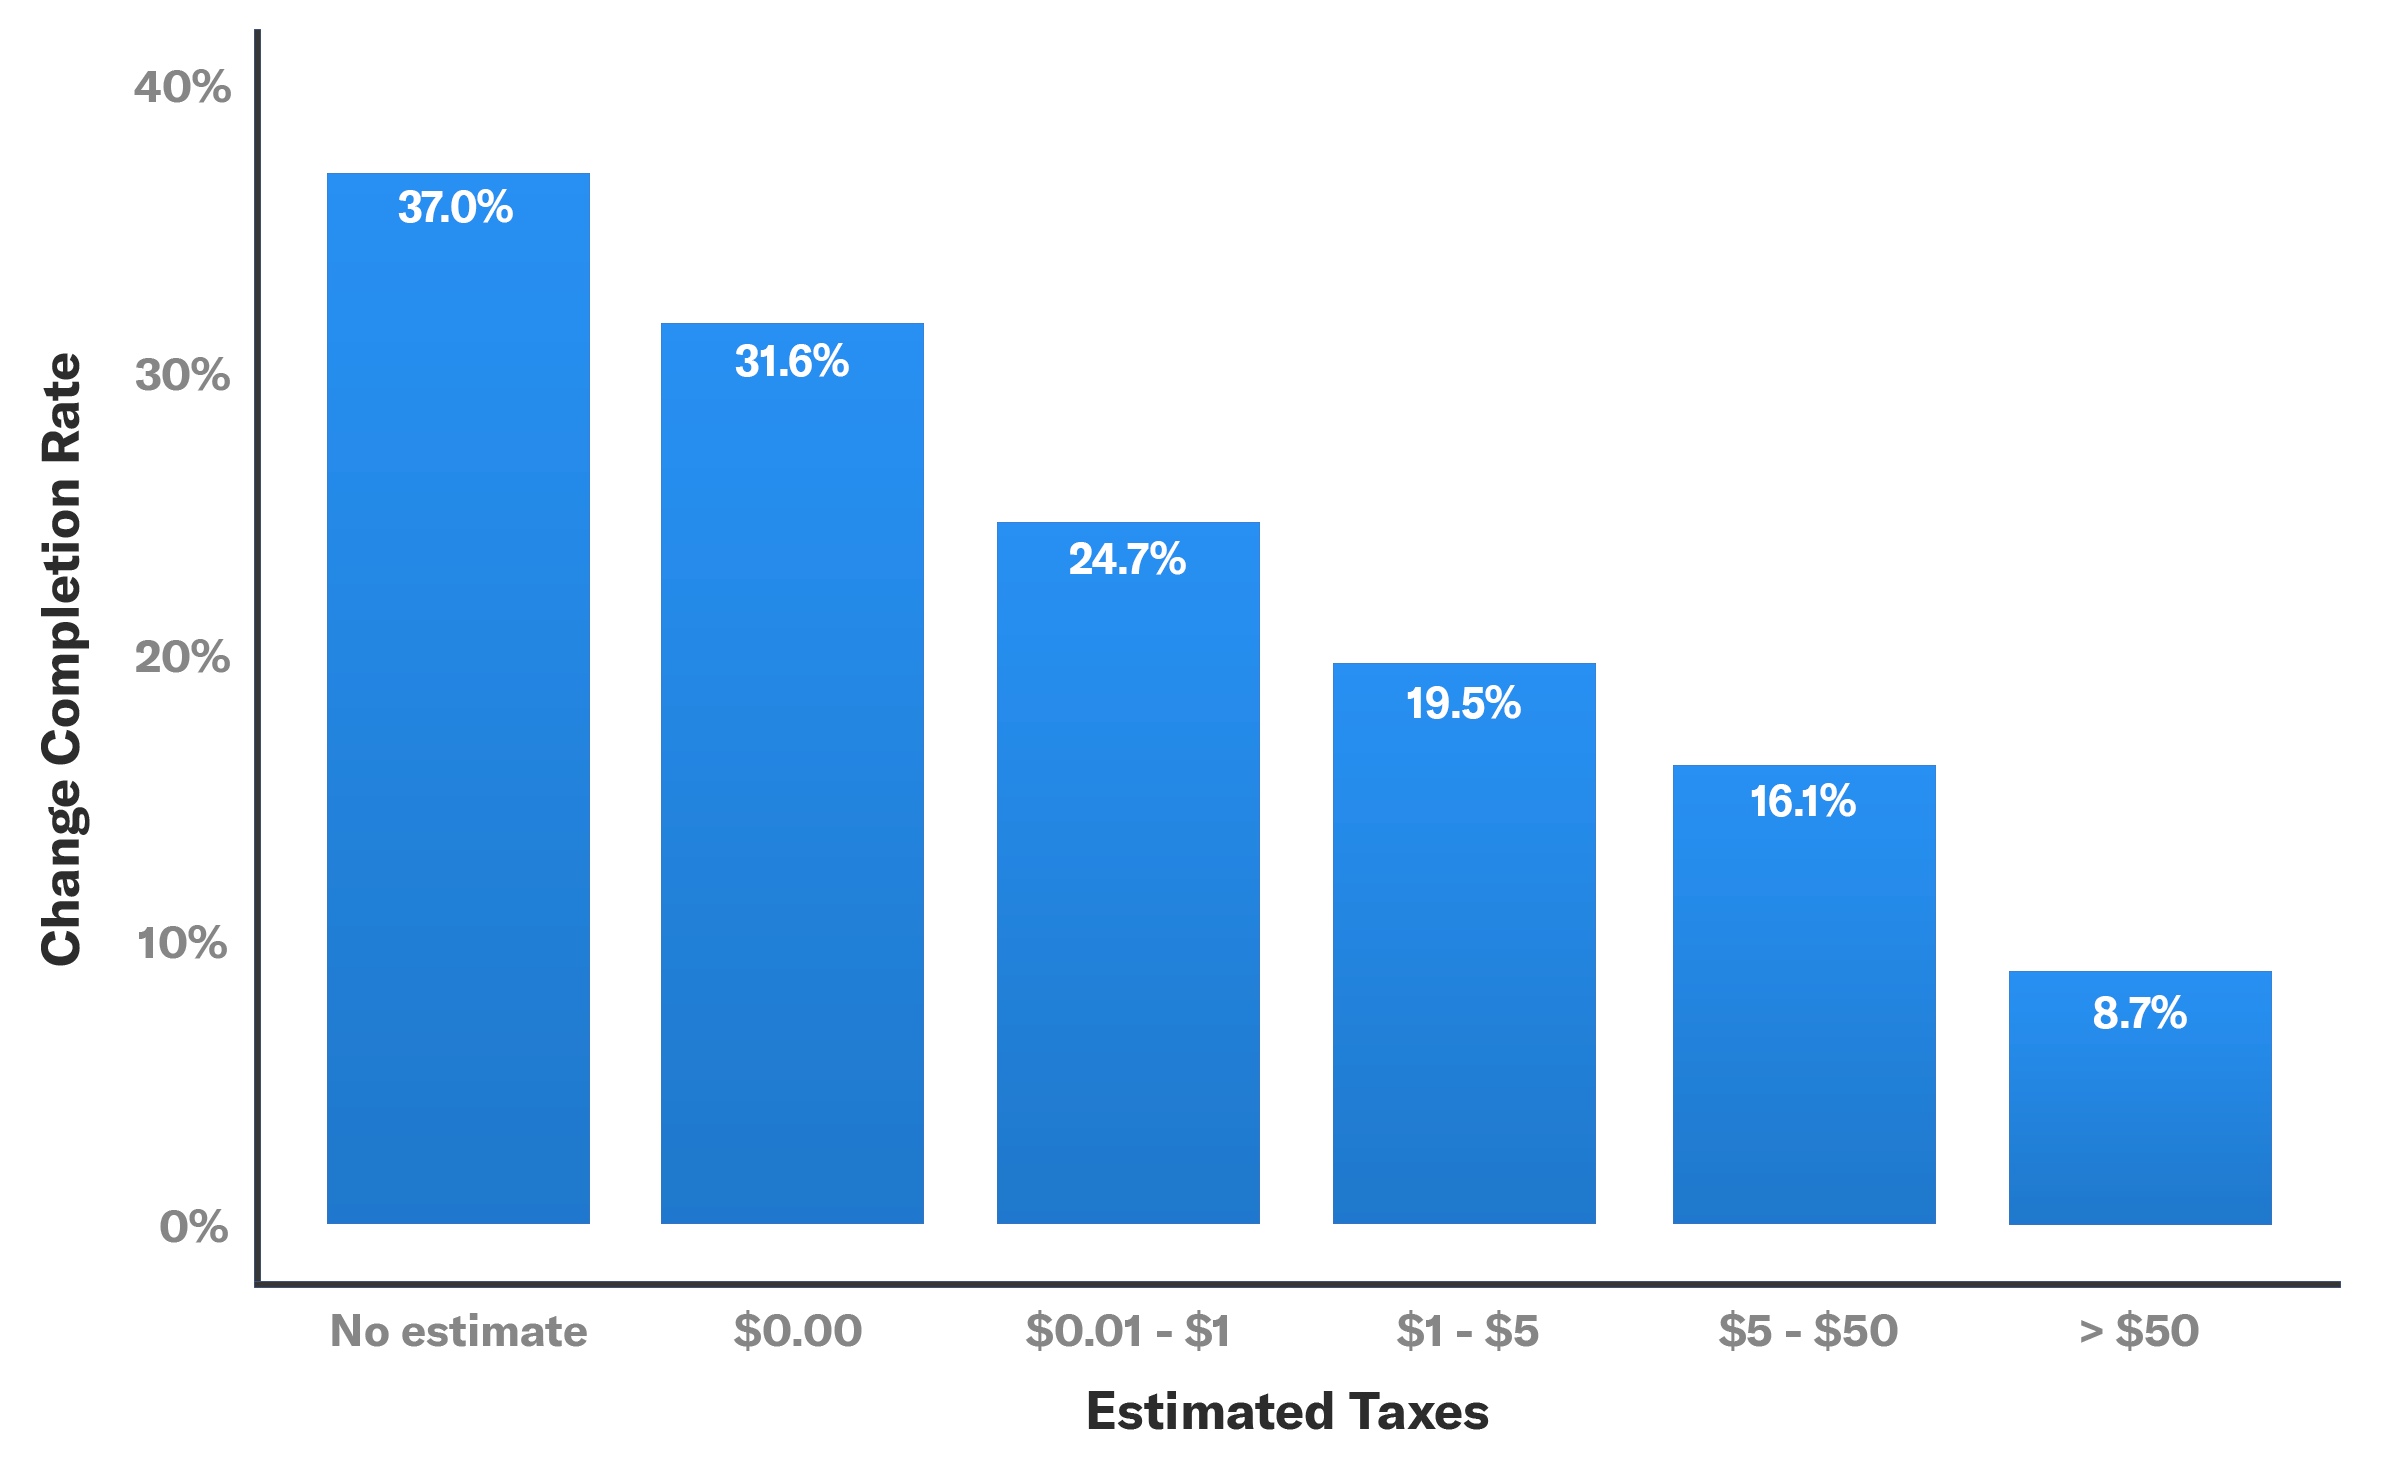 Change Completion Rate
40%
30%
20%
10%
0%
37.0%
31.6%
24.7%
19.5%
16.1%
8.7%
No estimate
$0.00
$0.01 - $1
$1 - $5
$5 - $50
> $50
Estimated Taxes